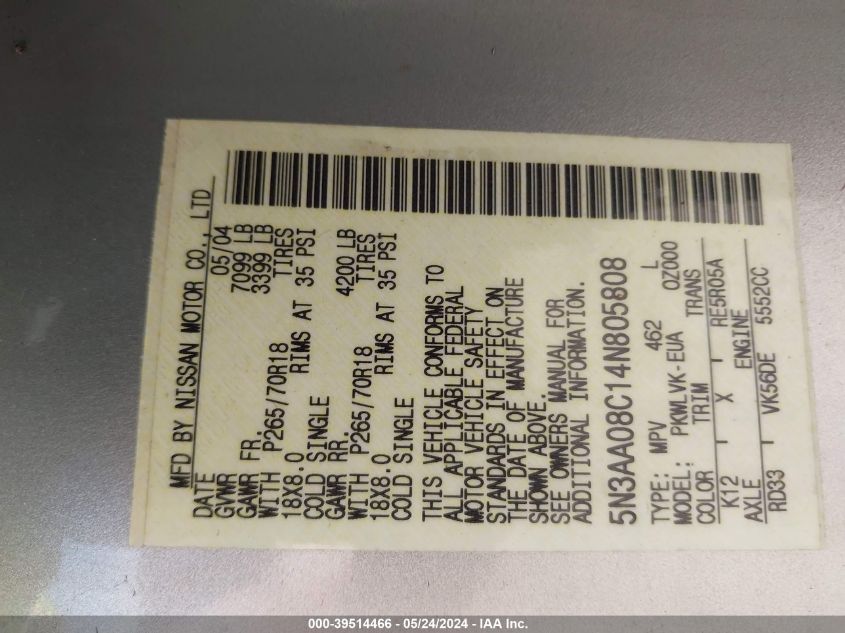 MFD BY NISSAN MOTOR CO., LTD
DATE 05/04
GVWR 7099 LB
GAWR FR. 3399 LB
WITH P265/70R18 TIRES
18X8.0 RIMS AT 35 PSI
COLD SINGLE
GAWR RR. 4200 LB
WITH P265/70R18 TIRES
18X8.0 RIMS AT 35 PSI
COLD SINGLE
THIS VEHICLE CONFORMS TO
ALL APPLICABLE FEDERAL
MOTOR VEHICLE SAFETY
STANDARDS IN EFFECT ON
THE DATE OF MANUFACTURE
SHOWN ABOVE.
SEE OWNERS MANUAL FOR
ADDITIONAL INFORMATION.
5N3AA08C14N805808
TYPE: MPV 462 L
MODEL: PKWLVK-EUA 0Z000
COLOR TRIM TRANS
K12 X RE5R05A
AXLE ENGINE
RD33 VK56DE 5552CC
000-39514466 - 05/24/2024 - IAA Inc.